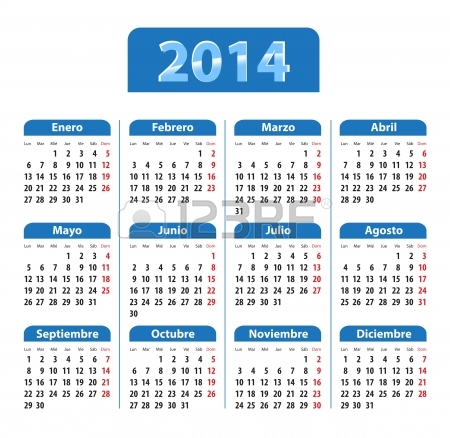 2014
Enero Febrero Marzo Abril
Lun Mar Mié Jue Vie Sáb Dom Lun Mar Mié Jue Vie Sáb Dom Lun Mar Mié Jue Vie Sáb Dom Lun Mar Mié Jue Vie Sáb Dom
1 2 3 4 5 1 2 1 2 1 2 3 4 5 6
6 7 8 9 10 11 12 3 4 5 6 7 8 9 3 4 5 6 7 8 9 7 8 9 10 11 12 13
13 14 15 16 17 18 19 10 11 12 13 14 15 16 10 11 12 13 14 15 16 14 15 16 17 18 19 20
20 21 22 23 24 25 26 17 18 19 20 21 22 23 17 18 19 20 21 22 23 21 22 23 24 25 26 27
27 28 29 30 31 24 25 26 27 28 24 25 26 27 28 29 30 28 29 30
31
123RF
Mayo Junio Julio Agosto
Lun Mar Mié Jue Vie Sáb Dom Lun Mar Mié Jue Vie Sáb Dom Lun Mar Mié Jue Vie Sáb Dom Lun Mar Mié Jue Vie Sáb Dom
1 2 3 4 1 1 2 3 4 5 6 1 2 3
5 6 7 8 9 10 11 2 3 4 5 6 7 8 7 8 9 10 11 12 13 4 5 6 7 8 9 10
12 13 14 15 16 17 18 9 10 11 12 13 14 15 14 15 16 17 18 19 20 11 12 13 14 15 16 17
19 20 21 22 23 24 25 16 17 18 19 20 21 22 21 22 23 24 25 26 27 18 19 20 21 22 23 24
26 27 28 29 30 31 23 24 25 26 27 28 29 28 29 30 31 25 26 27 28 29 30 31
30
Septiembre Octubre Noviembre Diciembre
Lun Mar Mié Jue Vie Sáb Dom Lun Mar Mié Jue Vie Sáb Dom Lun Mar Mié Jue Vie Sáb Dom Lun Mar Mié Jue Vie Sáb Dom
1 2 3 4 5 6 7 1 2 3 4 5 1 2 1 2 3 4 5 6 7
8 9 10 11 12 13 14 6 7 8 9 10 11 12 3 4 5 6 7 8 9 8 9 10 11 12 13 14
15 16 17 18 19 20 21 13 14 15 16 17 18 19 10 11 12 13 14 15 16 15 16 17 18 19 20 21
22 23 24 25 26 27 28 20 21 22 23 24 25 26 17 18 19 20 21 22 23 22 23 24 25 26 27 28
29 30 27 28 29 30 31 24 25 26 27 28 29 30 29 30 31